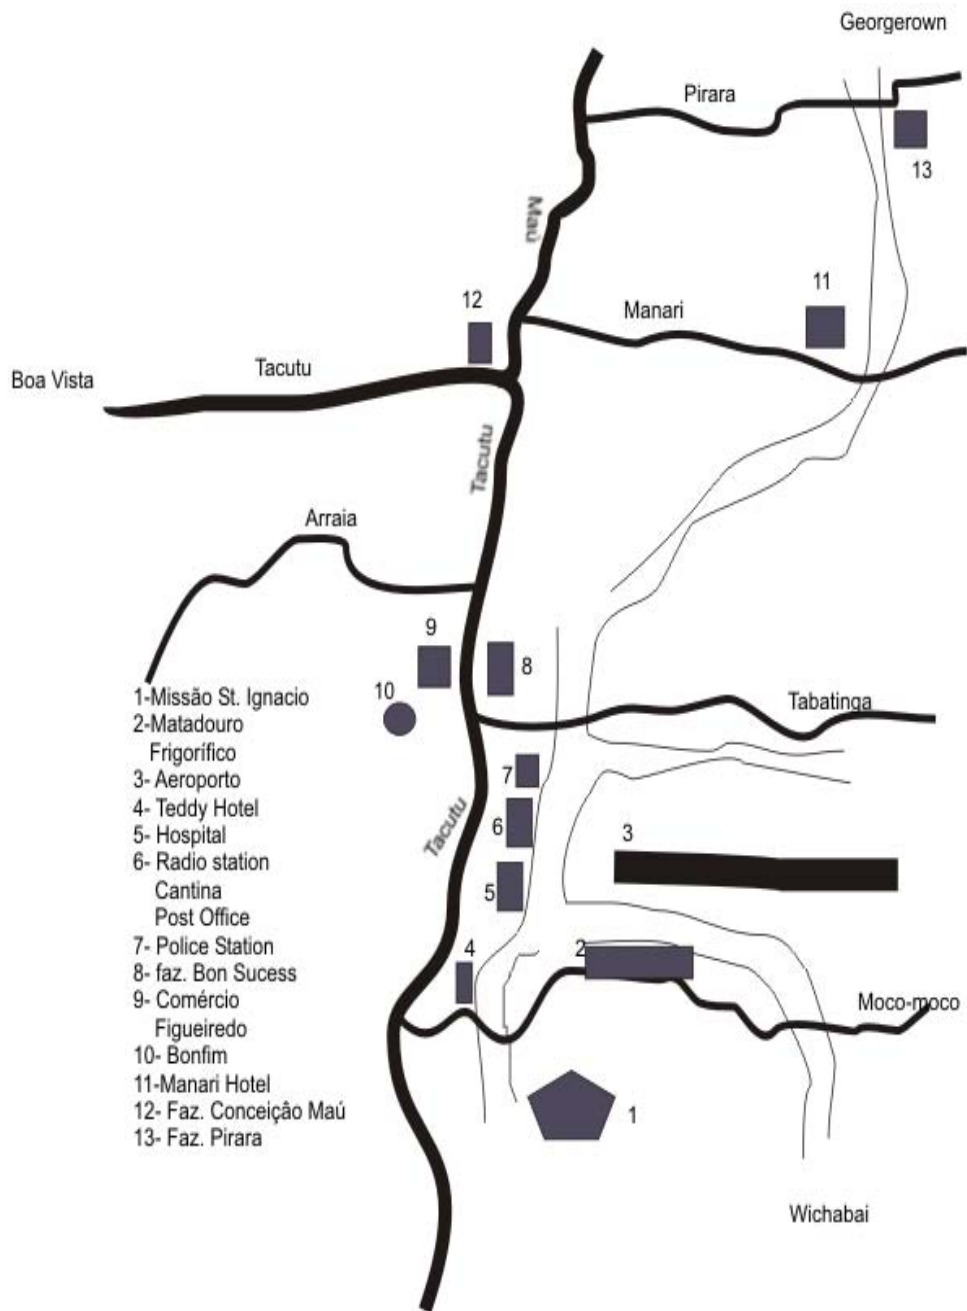 Georgerown
Pirara
13
Maú
12
11
Manari
Tacutu
Boa Vista
Tacutu
Arraia
9
8
10
Tabatinga
1-Missão St. Ignacio
2-Matadouro
Frigorífico
3- Aeroporto
4- Teddy Hotel
5- Hospital
6- Radio station
Cantina
Post Office
7- Police Station
8- faz. Bon Sucess
9- Comércio
Figueiredo
10- Bonfim
11-Manari Hotel
12- Faz. Conceição Maú
13- Faz. Pirara
7
Tacutu
6
3
5
4
2
Moco-moco
1
Wichabai